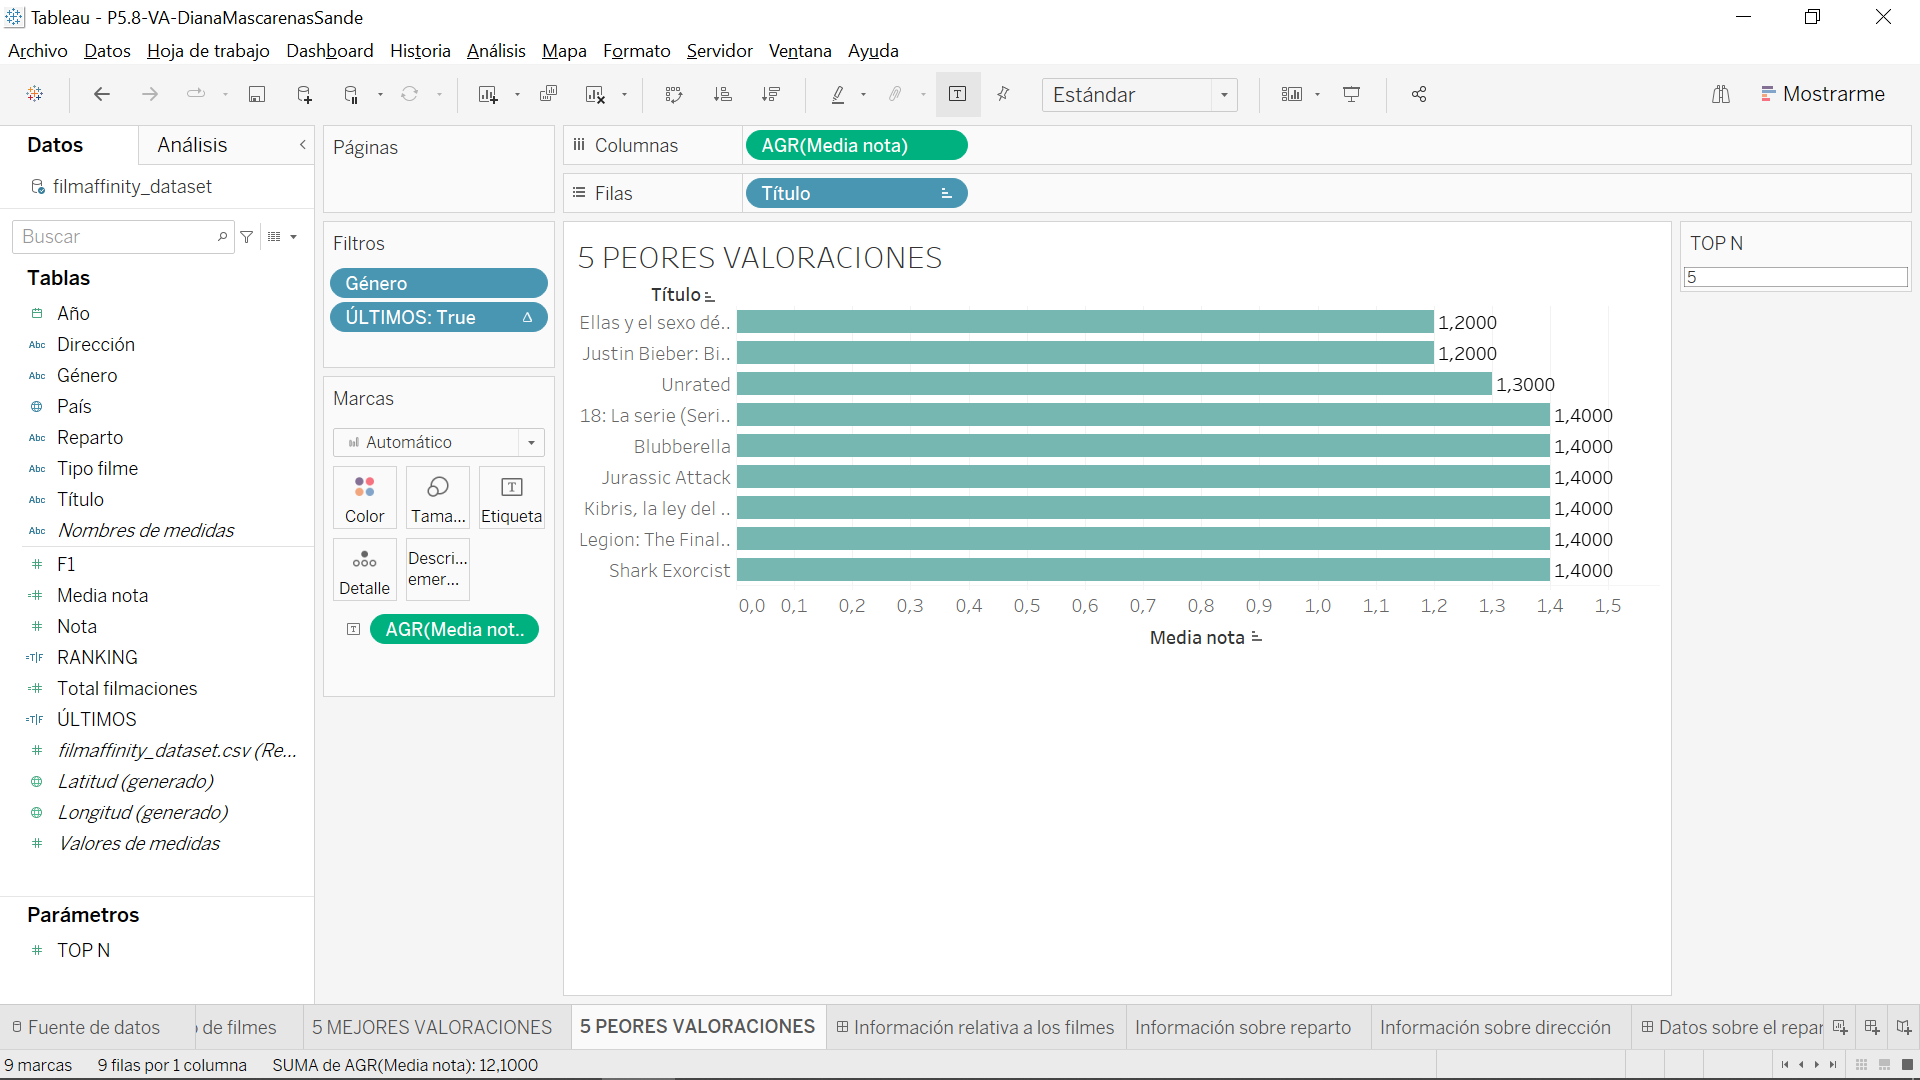 Tableau - P5.8-VA-DianaMascarenasSande
Archivo Datos Hoja de trabajo Dashboard Historia Análisis Mapa Formato Servidor Ventana Ayuda
Estándar
Mostrarme
Datos
Análisis
filmaffinity_dataset
Buscar
Tablas
Año
Abc Dirección
Abc Género
País
Abc Reparto
Abc Tipo filme
Abc Título
Abc Nombres de medidas
# F1
=# Media nota
# Nota
=T|F RANKING
=# Total filmaciones
=T|F ÚLTIMOS
# filmaffinity_dataset.csv (Re...
Latitud (generado)
Longitud (generado)
# Valores de medidas
Parámetros
# TOP N
Páginas
Filtros
Género
ÚLTIMOS: True Δ
Marcas
Automático
Color
Tama...
Etiqueta
Detalle
Descri...
emer...
AGR(Media not..
Columnas
AGR(Media nota)
Filas
Título
5 PEORES VALORACIONES
Título
Ellas y el sexo dé.. 1,2000
Justin Bieber: Bi.. 1,2000
Unrated 1,3000
18: La serie (Seri.. 1,4000
Blubberella 1,4000
Jurassic Attack 1,4000
Kibris, la ley del .. 1,4000
Legion: The Final.. 1,4000
Shark Exorcist 1,4000
0,0 0,1 0,2 0,3 0,4 0,5 0,6 0,7 0,8 0,9 1,0 1,1 1,2 1,3 1,4 1,5
Media nota
TOP N
5
Fuente de datos
de filmes
5 MEJORES VALORACIONES
5 PEORES VALORACIONES
Información relativa a los filmes
Información sobre reparto
Información sobre dirección
Datos sobre el repar
9 marcas 9 filas por 1 columna SUMA de AGR(Media nota): 12,1000